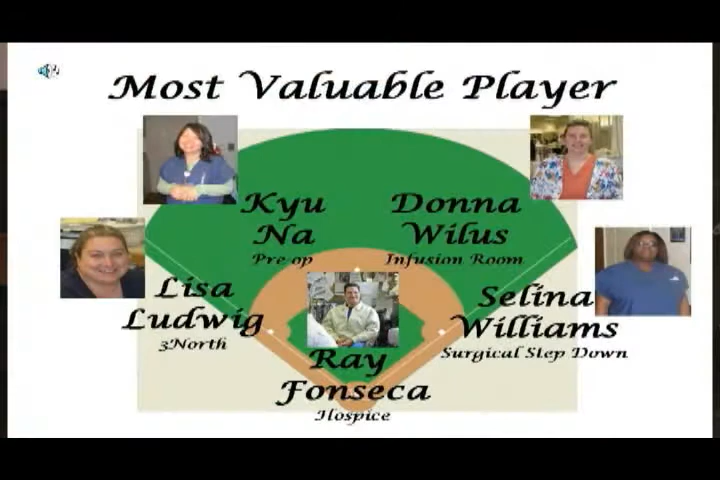 Most Valuable Player
Kyu
Na
Pre-op
Donna
Wilus
Infusion Room
Lisa
Ludwig
3North
Selina
Williams
Surgical Step Down
Ray
Fonseca
Hospice